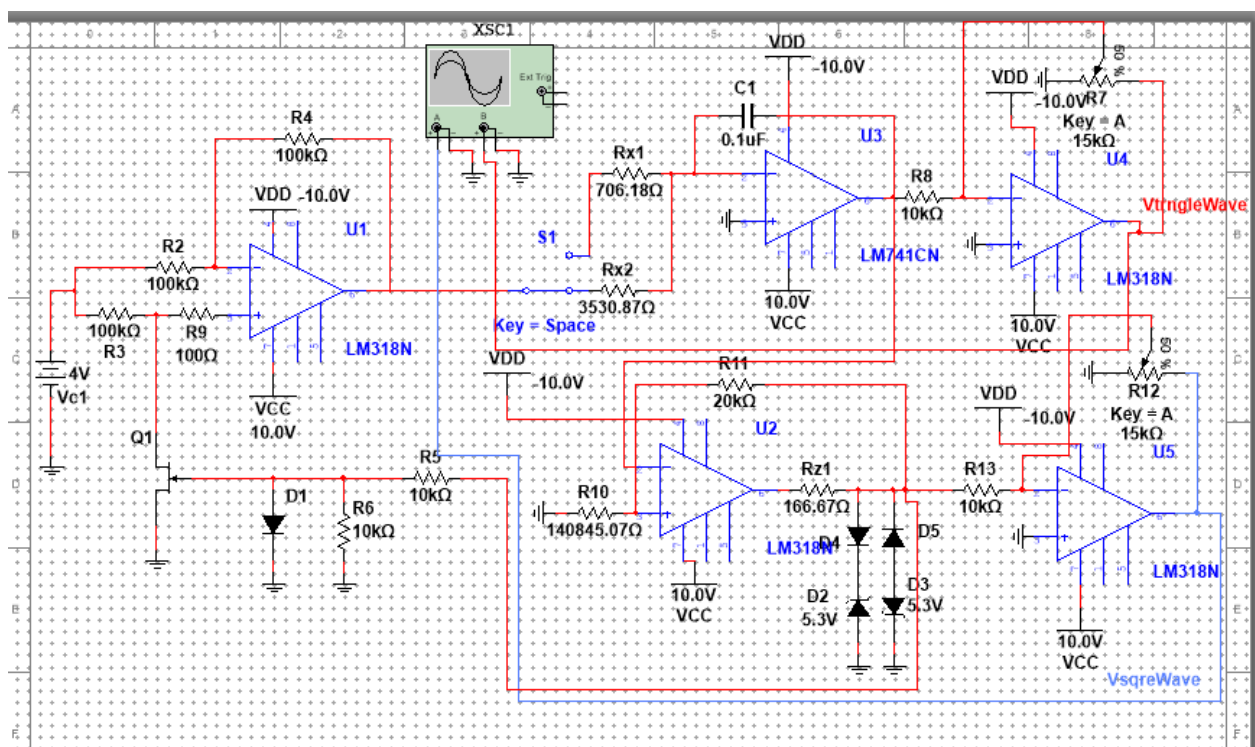 XSC1
Ext Trig
A
B
R4
100kΩ
VDD
-10.0V
U1
R2
100kΩ
100kΩ
R3
R9
100Ω
LM318N
4V
Vc1
VCC
10.0V
S1
Key = Space
Rx1
706.18Ω
Rx2
3530.87Ω
C1
0.1uF
VDD
-10.0V
U3
LM741CN
10.0V
VCC
R8
10kΩ
VDD
-10.0V
50 %
R7
Key = A
15kΩ
U4
VtrngleWave
LM318N
10.0V
VCC
Q1
D1
R6
10kΩ
R5
10kΩ
VDD
-10.0V
R11
20kΩ
U2
R10
140845.07Ω
LM318N
10.0V
VCC
Rz1
166.67Ω
D4
D5
D2
5.3V
D3
5.3V
R13
10kΩ
VDD
-10.0V
50 %
R12
Key = A
15kΩ
U5
LM318N
10.0V
VCC
VsqreWave